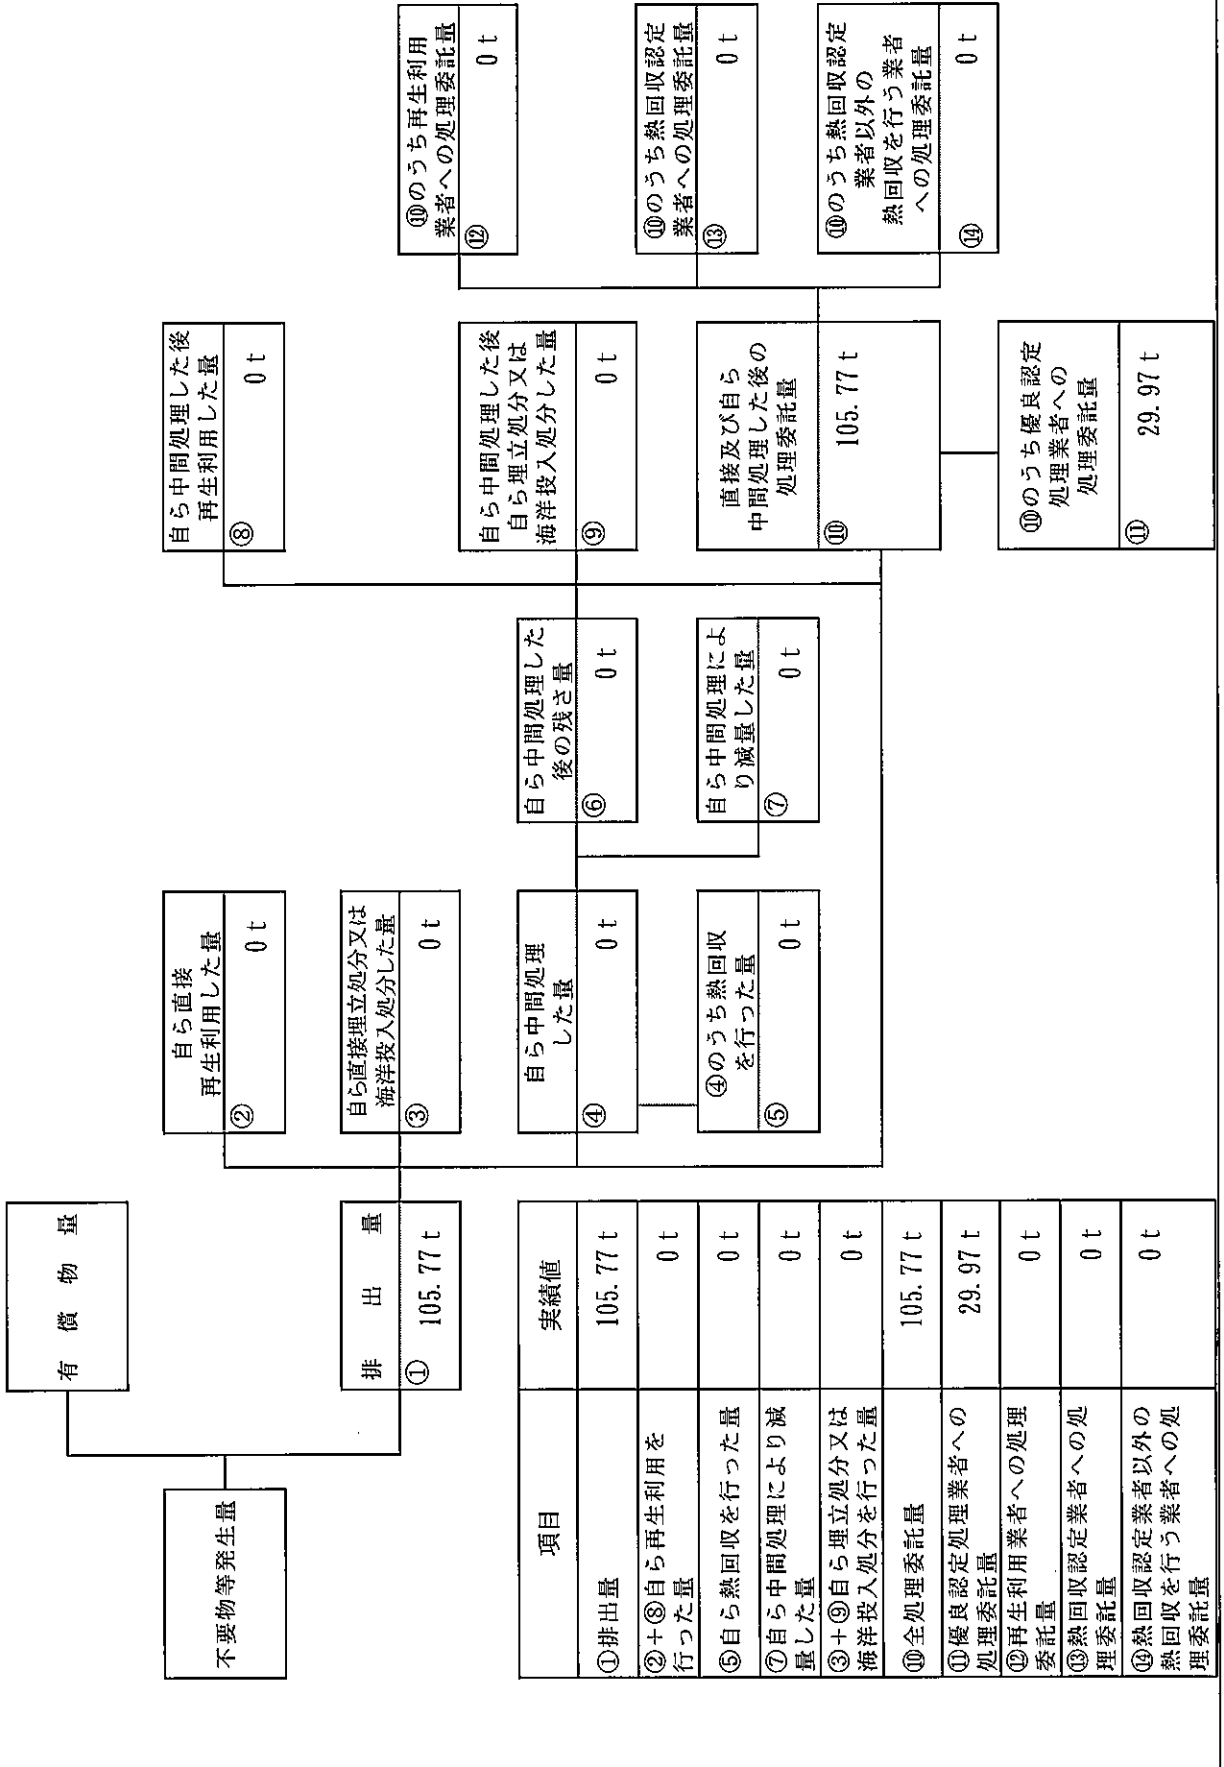 不要物等発生量
有償物量
排出量
① 105.77 t
自ら直接
再生利用した量
② 0 t
自ら直接埋立処分又は
海洋投入処分した量
③ 0 t
自ら中間処理
した量
④ 0 t
④のうち熱回収
を行った量
⑤ 0 t
自ら中間処理した
後の残さ量
⑥ 0 t
自ら中間処理によ
り減量した量
⑦ 0 t
自ら中間処理した後
再生利用した量
⑧ 0 t
自ら中間処理した後
自ら埋立処分又は
海洋投入処分した量
⑨ 0 t
直接及び自ら
中間処理した後の
処理委託量
⑩ 105.77 t
⑩のうち優良認定
処理業者への
処理委託量
⑪ 29.97 t
⑩のうち再生利用
業者への処理委託量
⑫ 0 t
⑩のうち熱回収認定
業者への処理委託量
⑬ 0 t
⑩のうち熱回収認定
業者以外の
熱回収を行う業者
への処理委託量
⑭ 0 t
項目 実績値
①排出量 105.77 t
②+⑧自ら再生利用を
行った量 0 t
⑤自ら熱回収を行った量 0 t
⑦自ら中間処理により減
量した量 0 t
③+⑨自ら埋立処分又は
海洋投入処分を行った量 0 t
⑩全処理委託量 105.77 t
⑪優良認定処理業者への
処理委託量 29.97 t
⑫再生利用業者への処理
委託量 0 t
⑬熱回収認定業者への処
理委託量 0 t
⑭熱回収認定業者以外の
熱回収を行う業者への処
理委託量 0 t